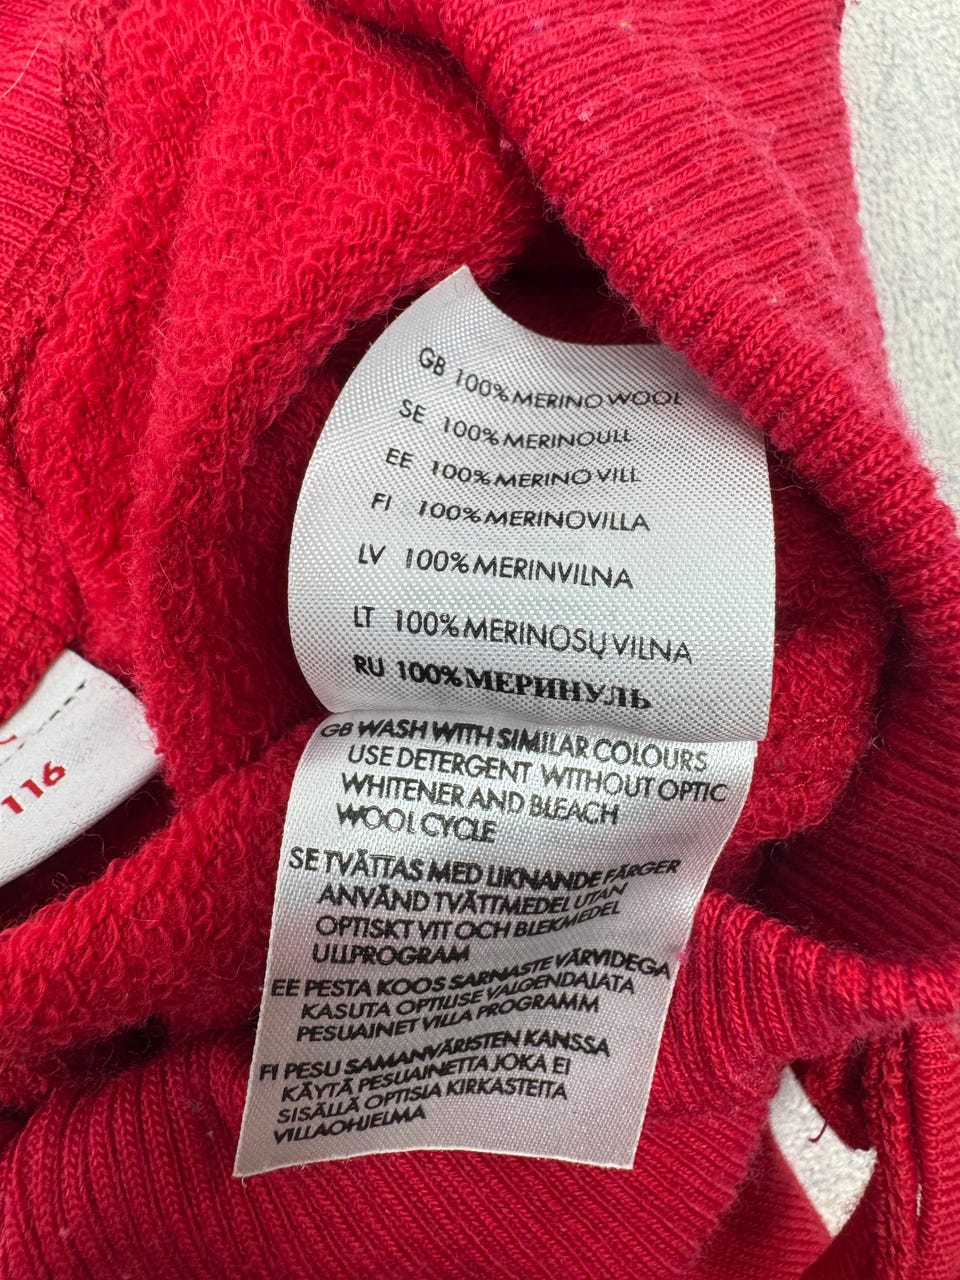 GB 100% MERINO WOOL
SE 100% MERINOULL
EE 100% MERINO VILL
FI 100% MERINOVILLA
LV 100% MERINVILNA
LT 100% MERINOSŲ VILNA
RU 100% МЕРИНУЛЬ
GB WASH WITH SIMILAR COLOURS
USE DETERGENT WITHOUT OPTIC
WHITENER AND BLEACH
WOOL CYCLE
SE TVÄTTAS MED LIKNANDE FÄRGER
ANVÄND TVÄTTMEDEL UTAN
OPTISKT VIT OCH BLEKMEDEL
ULLPROGRAM
EE PESTA KOOS SARNASTE VÄRVIDEGA
KASUTA OPTILISE VALGENDAJATA
PESUAINET VILLA PROGRAMM
FI PESU SAMANVÄRISTEN KANSSA
KÄYTÄ PESUAINETTA JOKA EI
SISÄLLÄ OPTISIA KIRKASTEITA
VILLAOHJELMA
116